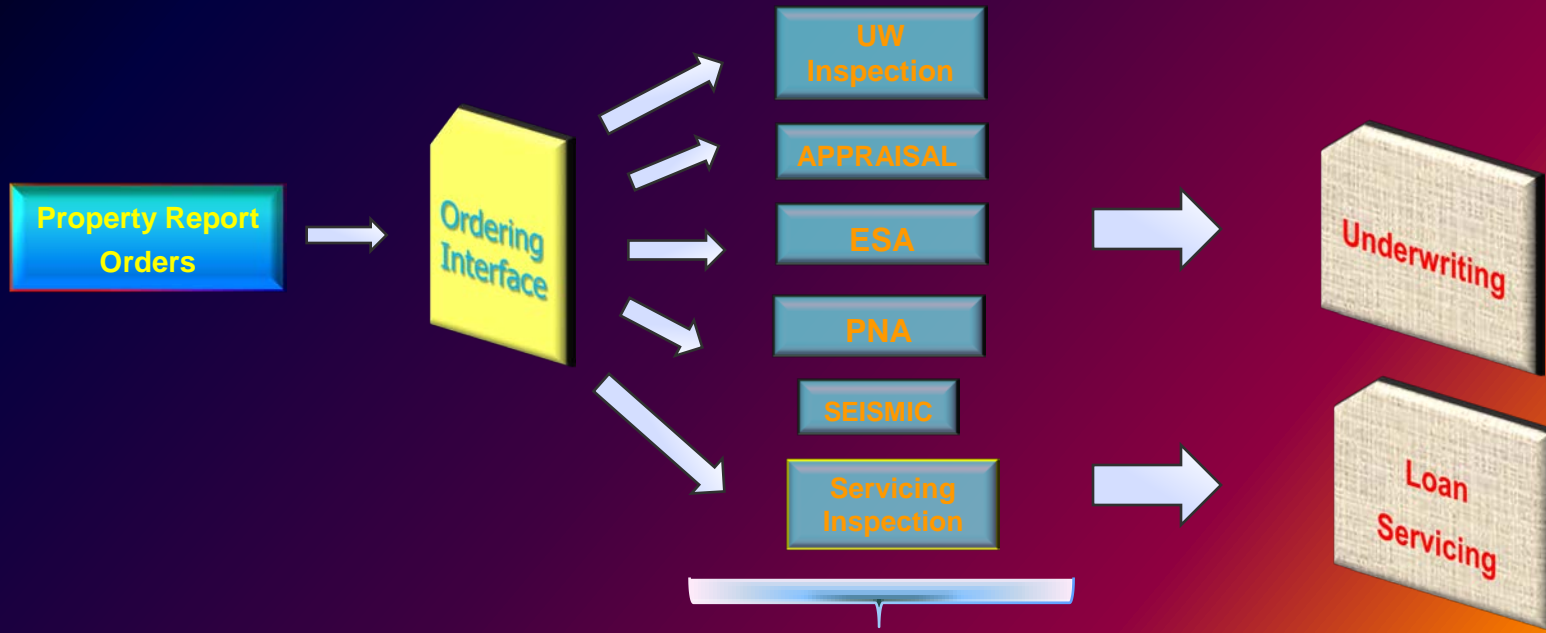 Property Report
Orders
Ordering
Interface
UW
Inspection
APPRAISAL
ESA
PNA
SEISMIC
Servicing
Inspection
Underwriting
Loan
Servicing